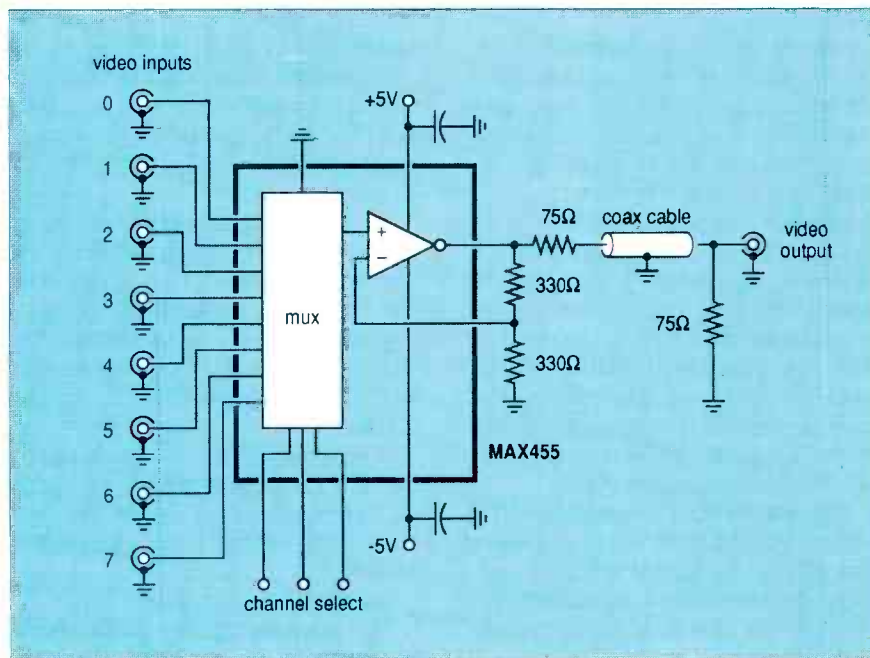 video inputs
0
1
2
3
4
5
6
7
+5V
mux
+
−
75Ω
coax cable
video
output
330Ω
330Ω
75Ω
MAX455
-5V
channel select